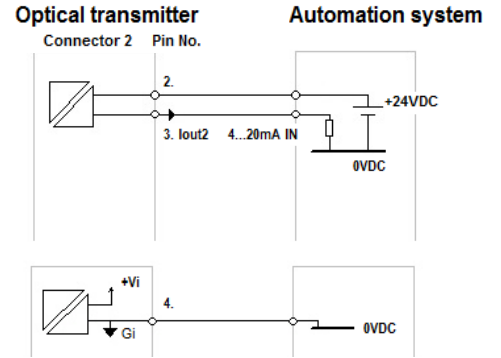 Optical transmitter Automation system
Connector 2 Pin No.
2.
+24VDC
3. Iout2 4...20mA IN
0VDC
+Vi
4.
Gi
0VDC